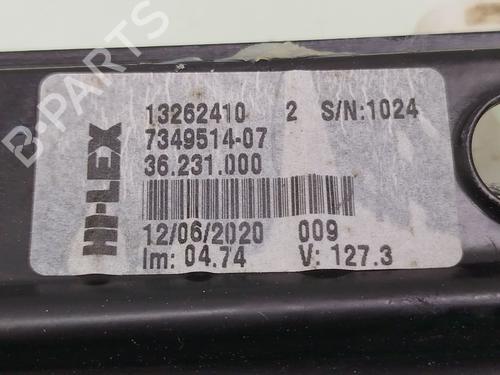 HI-LEX
13262410 2 S/N:1024
7349514-07
36.231.000
12/06/2020 009
Im: 04.74 V: 127.3
B-PARTS